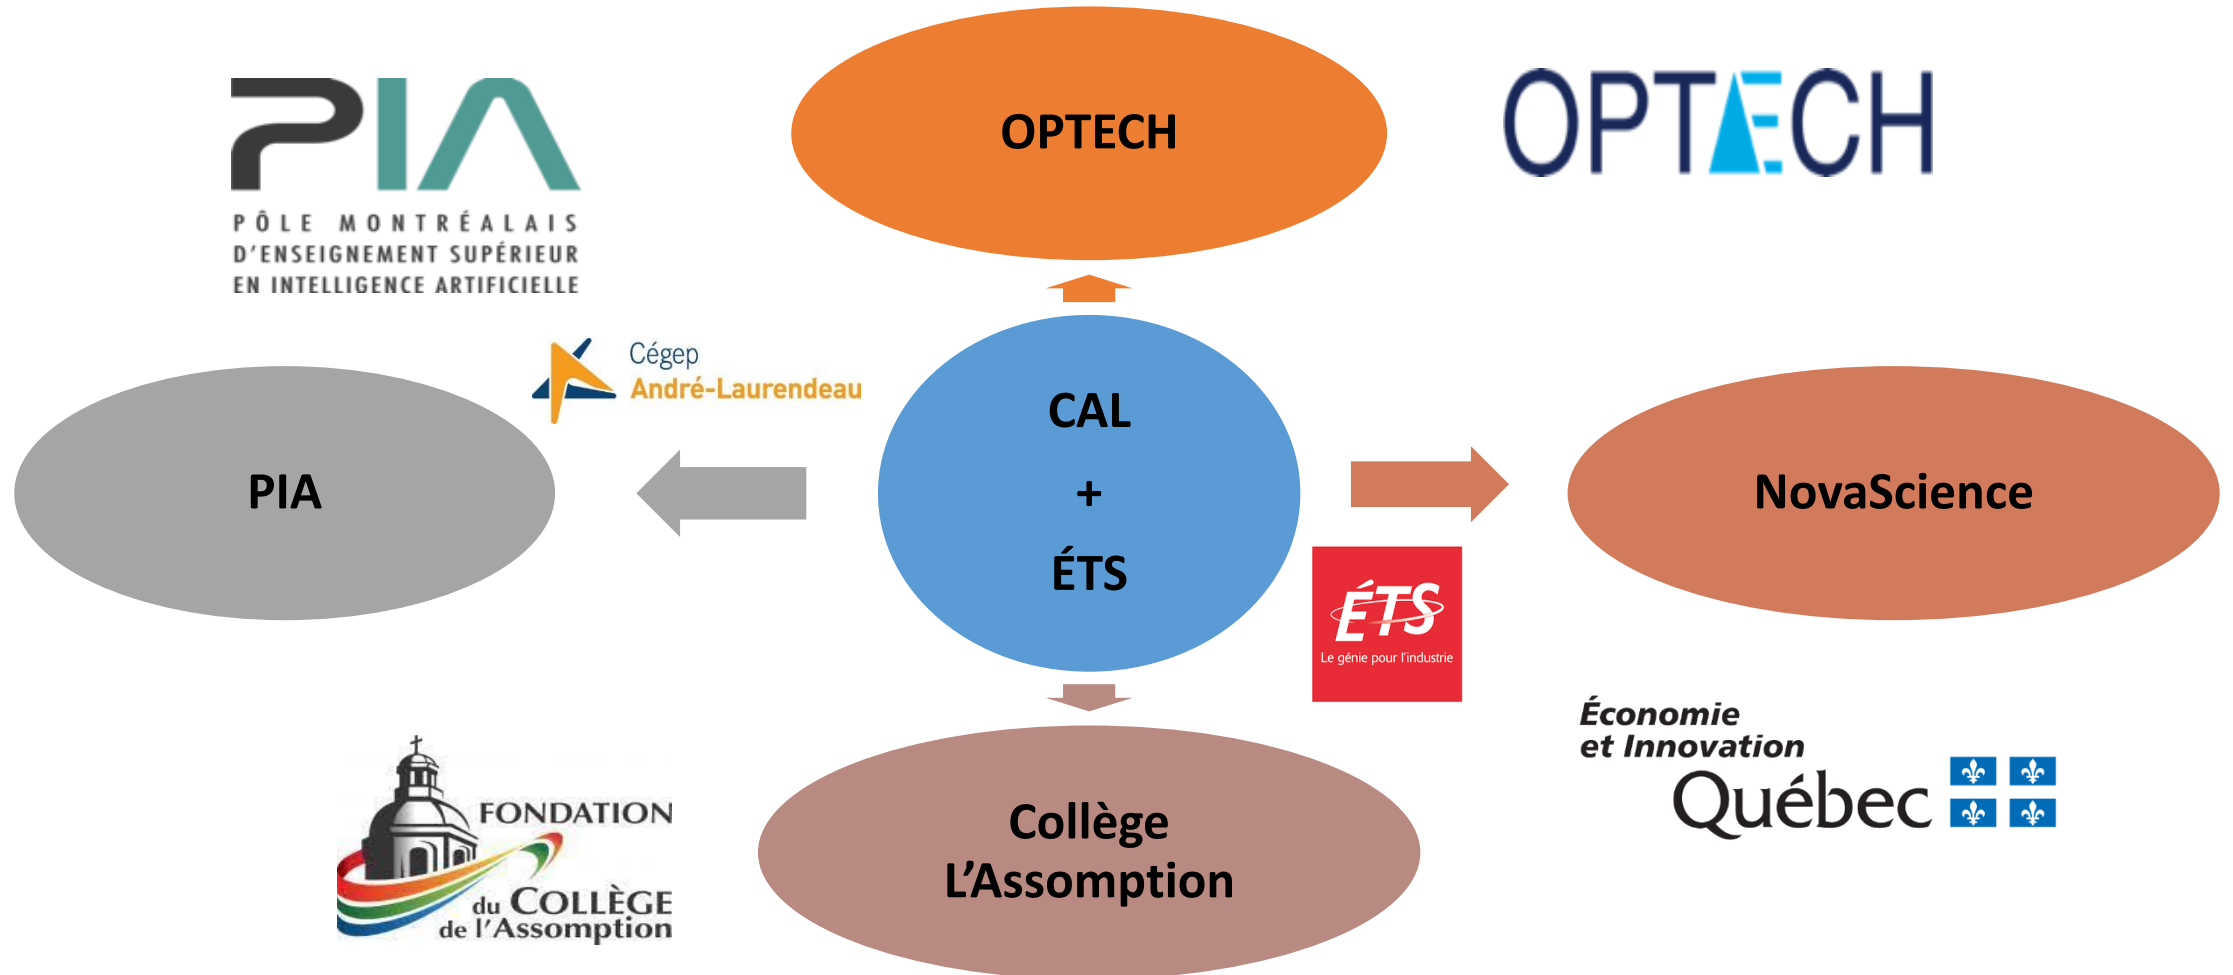 PIA
PÔLE MONTRÉALAIS
D'ENSEIGNEMENT SUPÉRIEUR
EN INTELLIGENCE ARTIFICIELLE
OPTECH
OPTECH
Cégep
André-Laurendeau
PIA
CAL
+
ÉTS
NovaScience
ÉTS
Le génie pour l'industrie
Économie
et Innovation
Québec
FONDATION
du COLLÈGE
de l'Assomption
Collège
L’Assomption